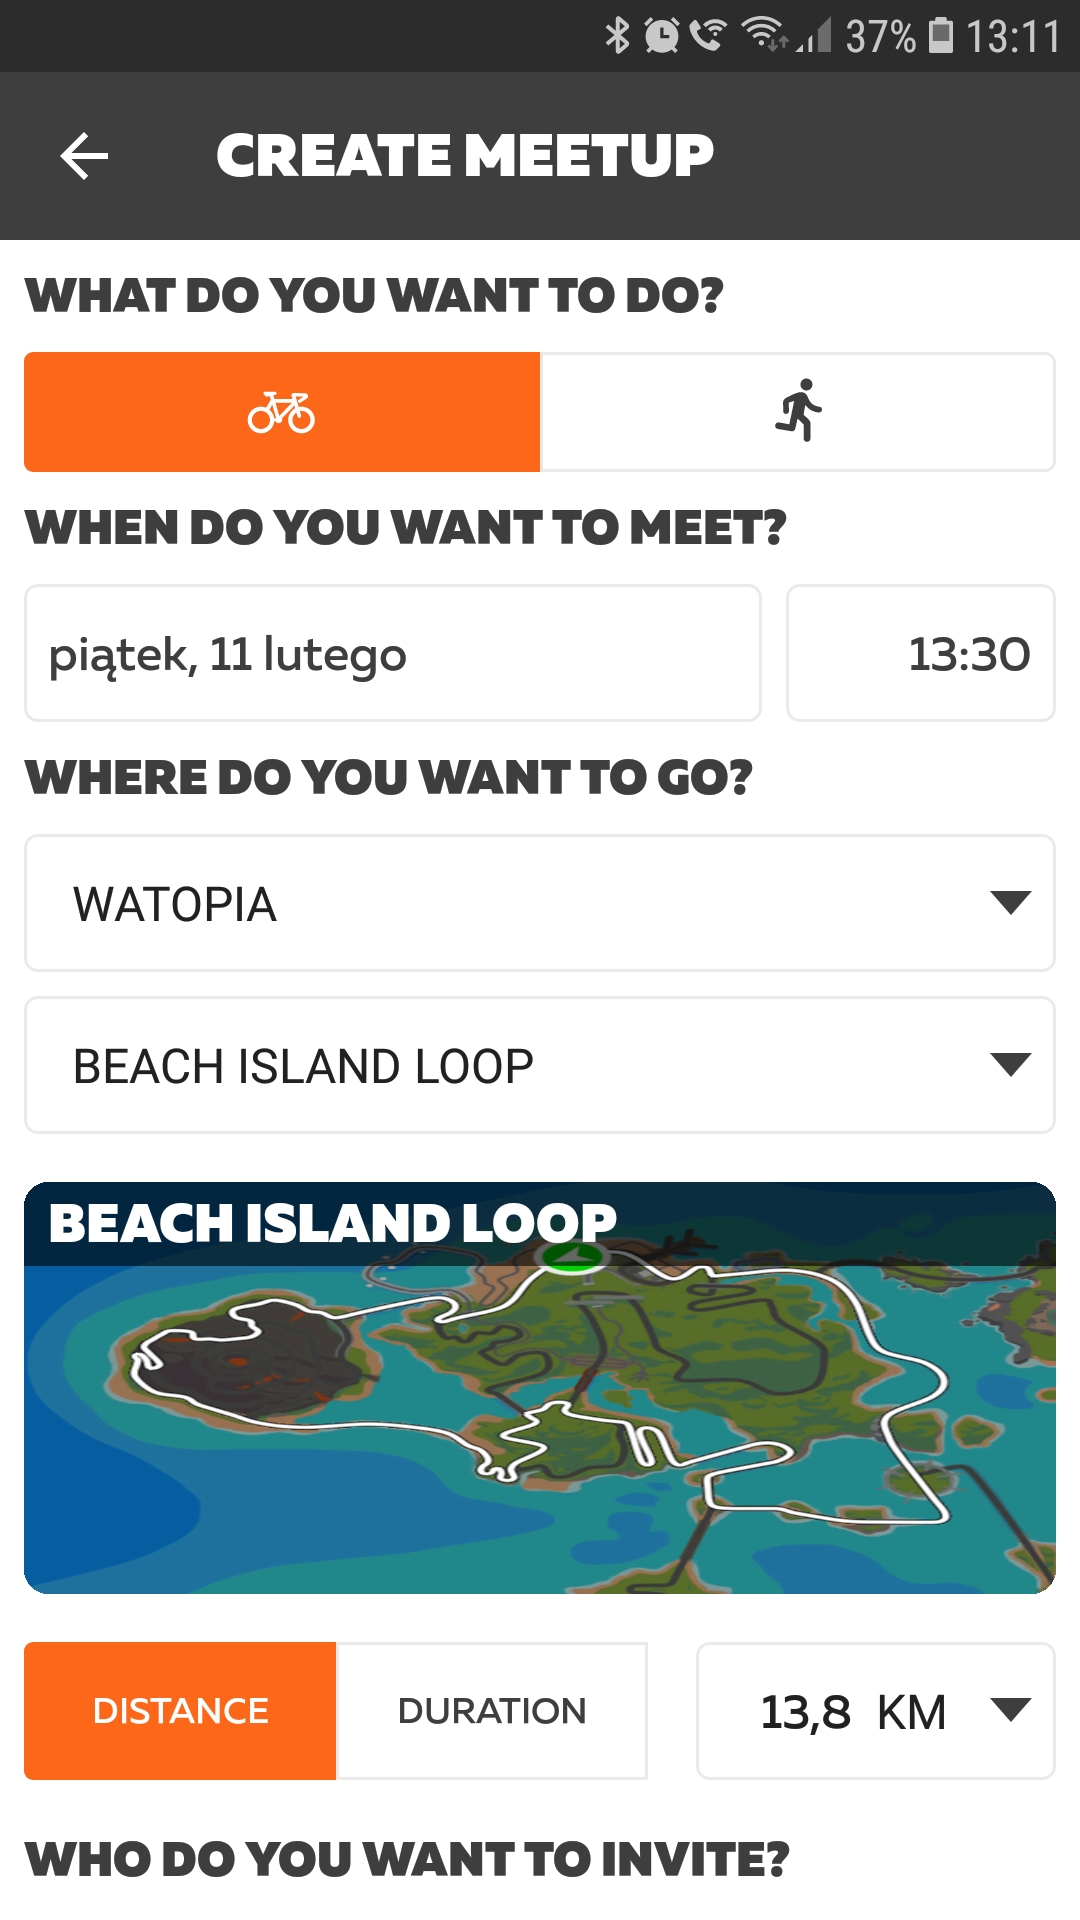 37% 13:11
CREATE MEETUP
WHAT DO YOU WANT TO DO?
WHEN DO YOU WANT TO MEET?
piątek, 11 lutego 13:30
WHERE DO YOU WANT TO GO?
WATOPIA
BEACH ISLAND LOOP
BEACH ISLAND LOOP
DISTANCE DURATION 13,8 KM
WHO DO YOU WANT TO INVITE?